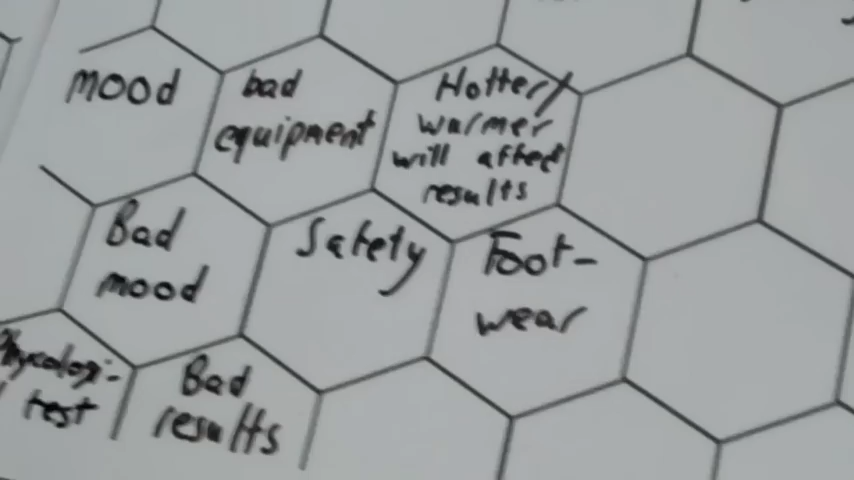 mood
bad
equipment
Hotter/
warmer
will affect
results
Bad
mood
Safety
Foot-
wear
test
Bad
results